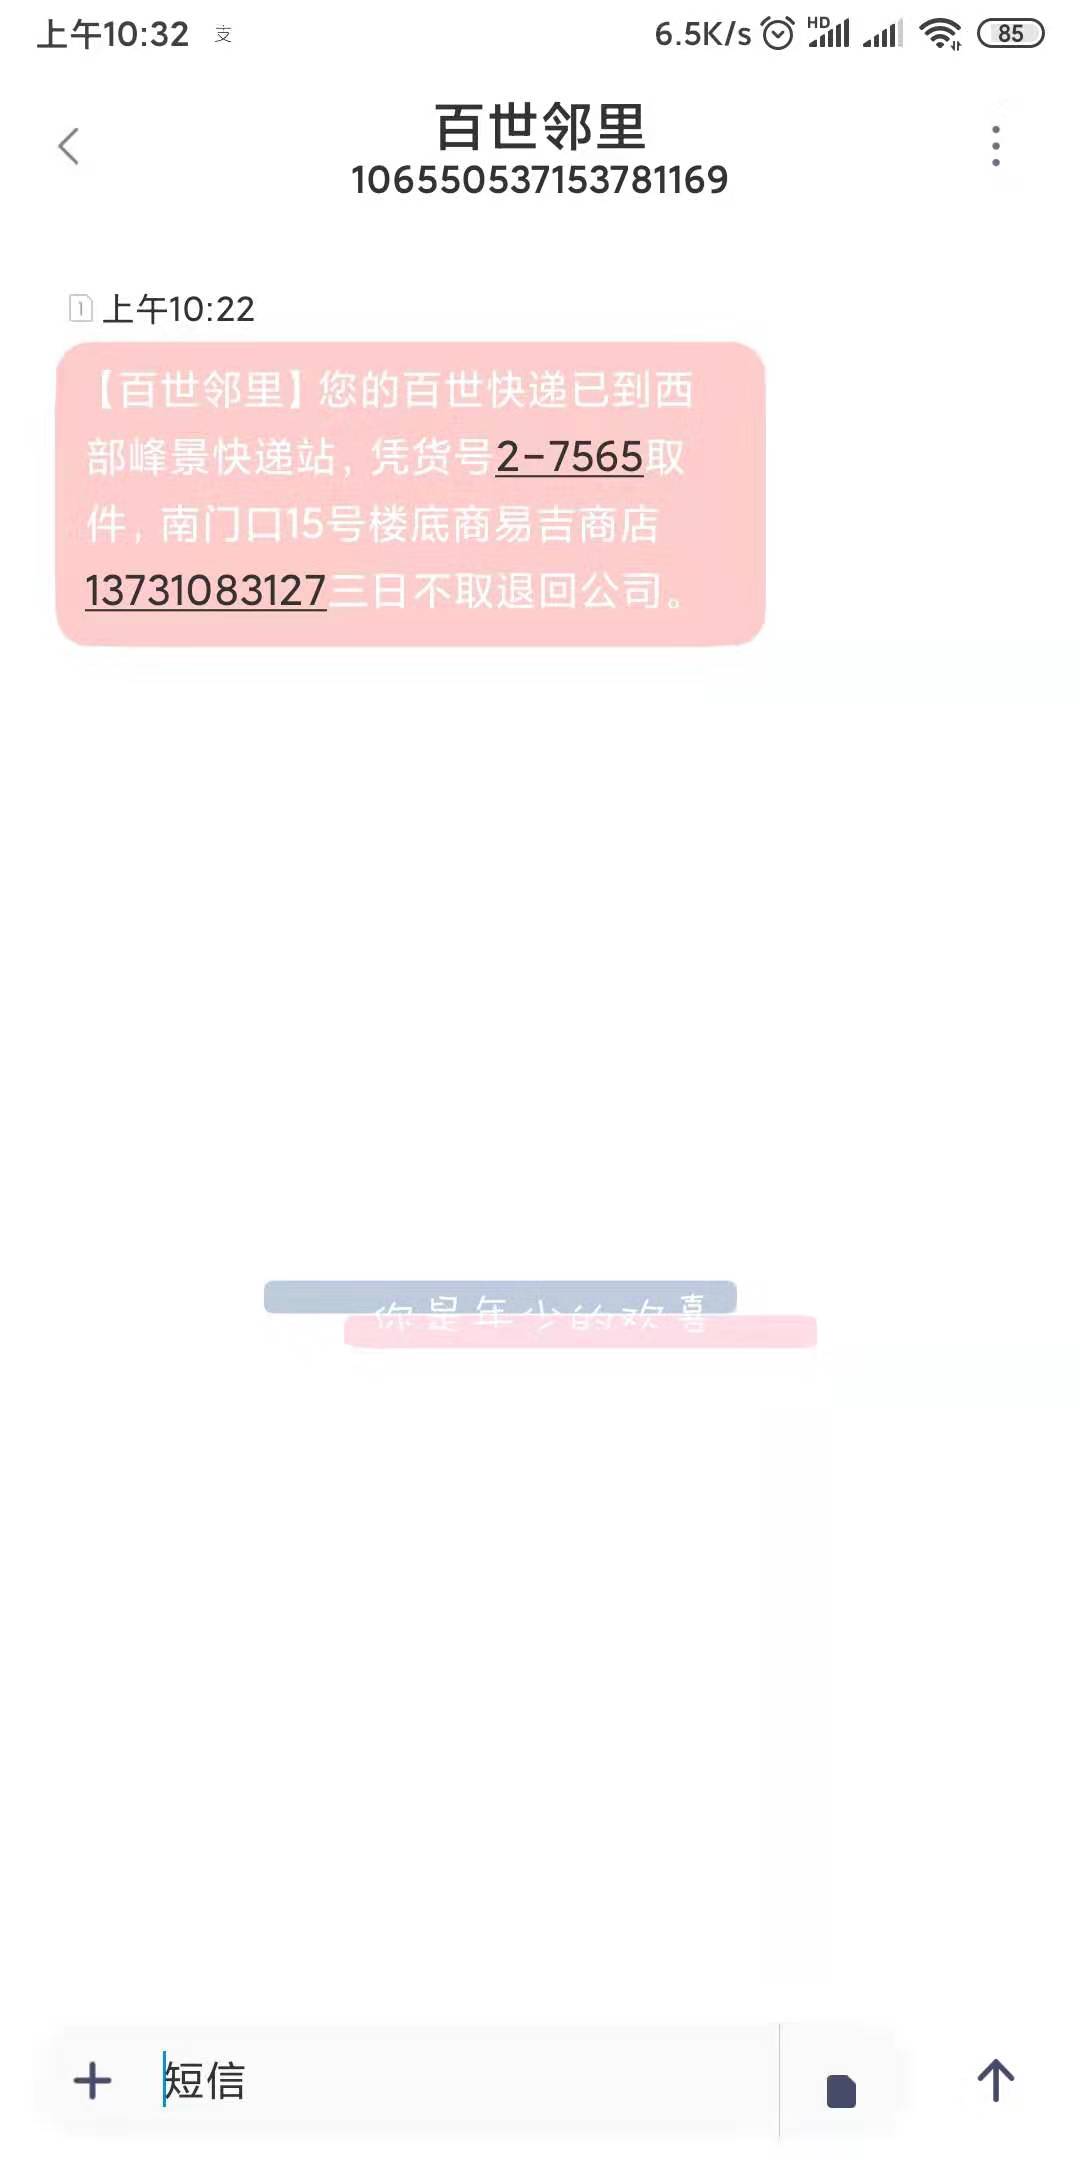 上午10:32 支 6.5K/s HD 85
百世邻里
106550537153781169
1 上午10:22
【百世邻里】您的百世快递已到西
部峰景快递站，凭货号2-7565取
件，南门口15号楼底商易吉商店
13731083127三日不取退回公司。
你是年少的欢喜
短信